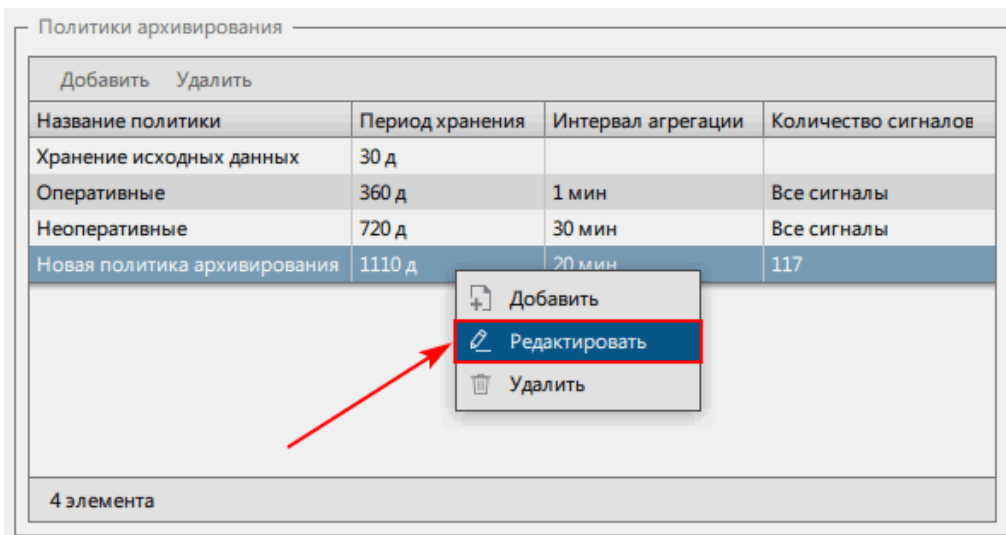 Политики архивирования
Добавить Удалить
Название политики Период хранения Интервал агрегации Количество сигналов
Хранение исходных данных 30 д
Оперативные 360 д 1 мин Все сигналы
Неоперативные 720 д 30 мин Все сигналы
Новая политика архивирования 1110 д 20 мин 117
Добавить
Редактировать
Удалить
4 элемента